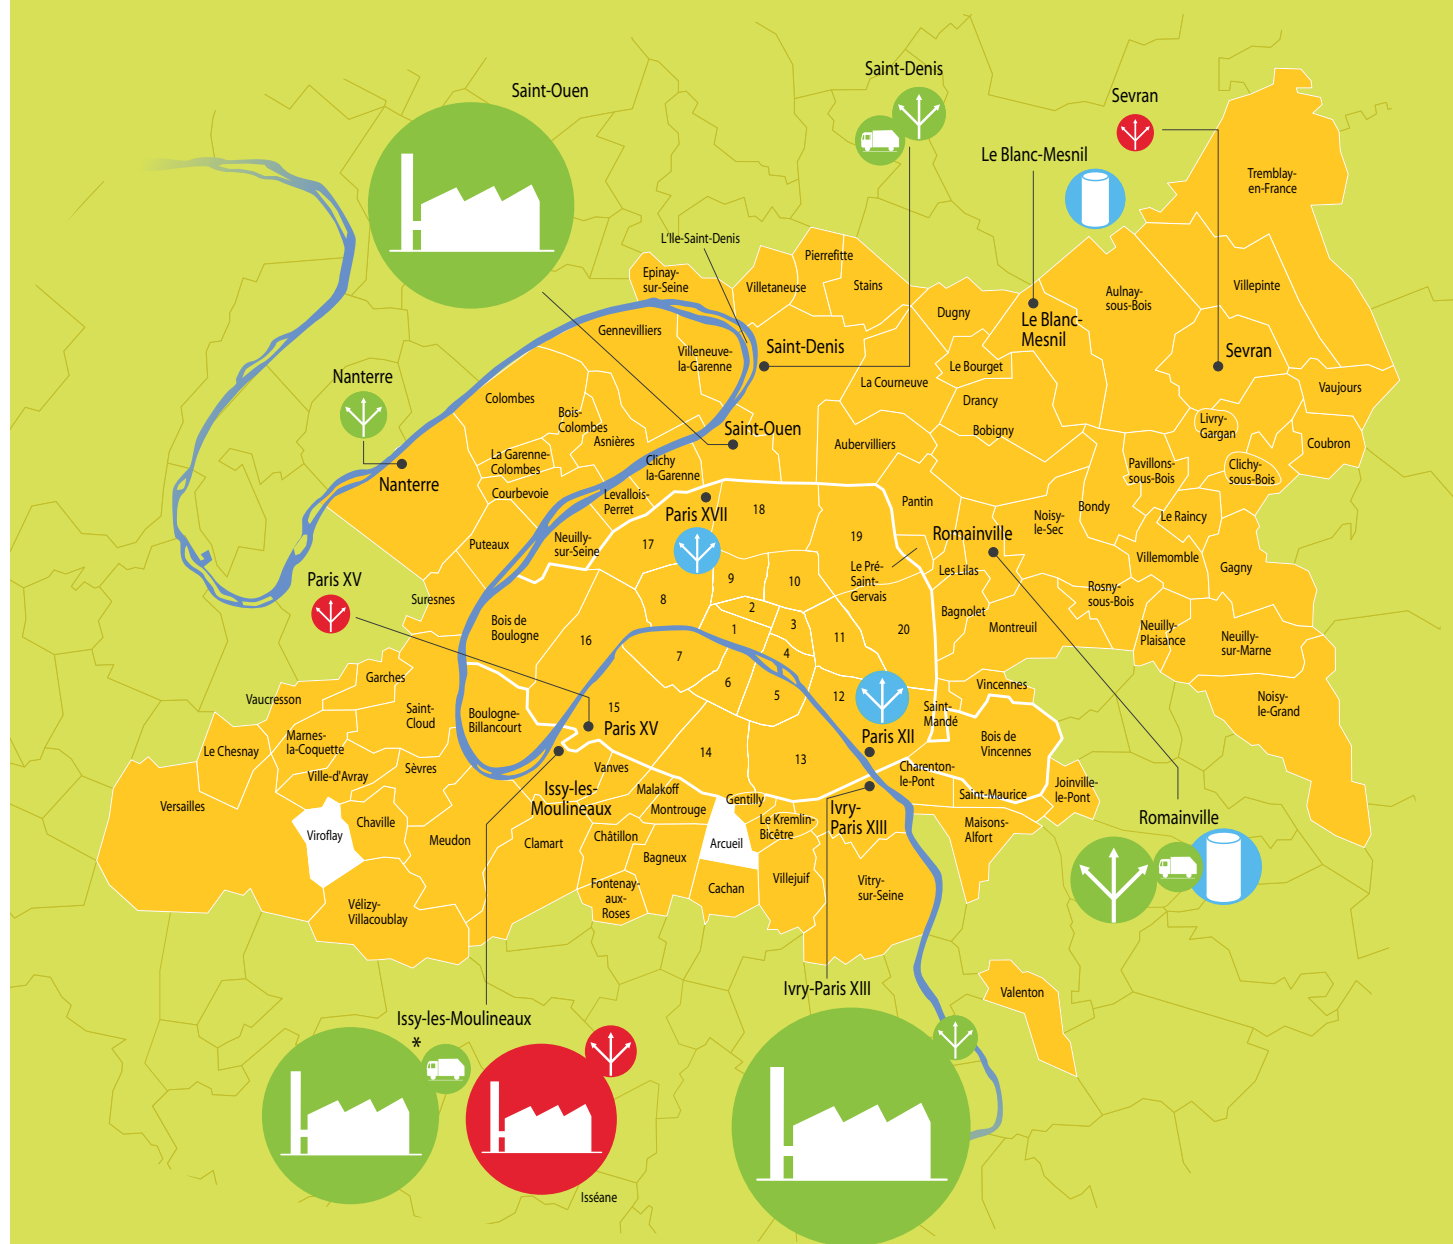 Saint-Ouen
Saint-Denis
Sevran
Le Blanc-Mesnil
Tremblay-
en-France
L'Ile-Saint-Denis
Pierrefitte
Epinay-
sur-Seine
Villetaneuse
Stains
Villepinte
Aulnay-
sous-Bois
Dugny
Le Blanc-
Mesnil
Gennevilliers
Saint-Denis
Villeneuve-
la-Garenne
Sevran
Le Bourget
La Courneuve
Nanterre
Vaujours
Colombes
Drancy
Bois-
Colombes
Asnières
Livry-
Gargan
Saint-Ouen
Bobigny
Aubervilliers
Coubron
La Garenne-
Colombes
Clichy
la-Garenne
Pavillons-
sous-Bois
Clichy-
sous-Bois
Nanterre
Courbevoie
Levallois-
Perret
Pantin
Bondy
Paris XVII
18
Noisy-
le-Sec
Le Raincy
19
Romainville
Puteaux
Neuilly-
sur-Seine
17
Villemomble
Gagny
Le Pré-
Saint-
Gervais
Les Lilas
Paris XV
9
10
Rosny-
sous-Bois
Suresnes
8
2
Bagnolet
Bois de
Boulogne
1
3
11
20
Montreuil
Neuilly-
Plaisance
Neuilly-
sur-Marne
16
7
4
Garches
6
5
12
Vincennes
Vaucresson
Saint-
Cloud
Boulogne-
Billancourt
15
Paris XV
Saint-
Mandé
Noisy-
le-Grand
Marnes-
la-Coquette
Le Chesnay
Paris XII
Bois de
Vincennes
14
13
Sèvres
Ville-d'Avray
Vanves
Charenton-
le-Pont
Joinville-
le-Pont
Issy-les-
Moulineaux
Malakoff
Saint-Maurice
Versailles
Gentilly
Montrouge
Ivry-
Paris XIII
Romainville
Le Kremlin-
Bicêtre
Chaville
Viroflay
Meudon
Clamart
Châtillon
Arcueil
Maisons-
Alfort
Bagneux
Villejuif
Vitry-
sur-Seine
Fontenay-
aux-
Roses
Cachan
Vélizy-
Villacoublay
Ivry-Paris XIII
Valenton
Issy-les-Moulineaux
*
Isséane